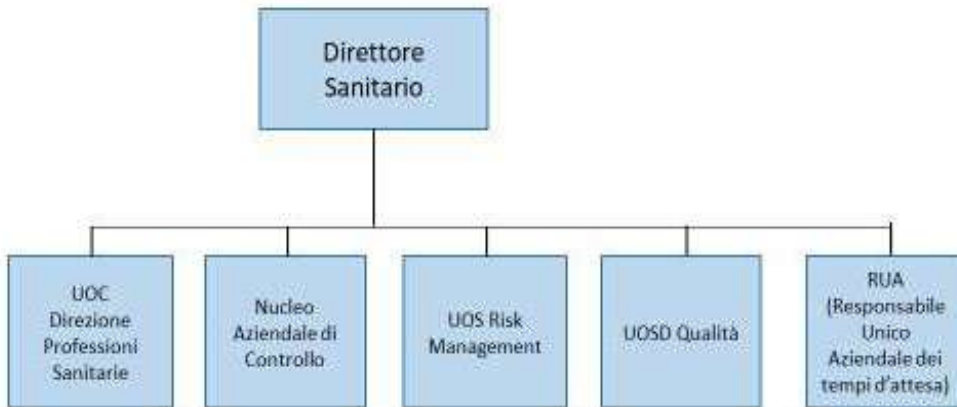 Direttore
Sanitario
UOC
Direzione
Professioni
Sanitarie
Nucleo
Aziendale di
Controllo
UOS Risk
Management
UOSD Qualità
RUA
(Responsabile
Unico
Aziendale dei
tempi d'attesa)